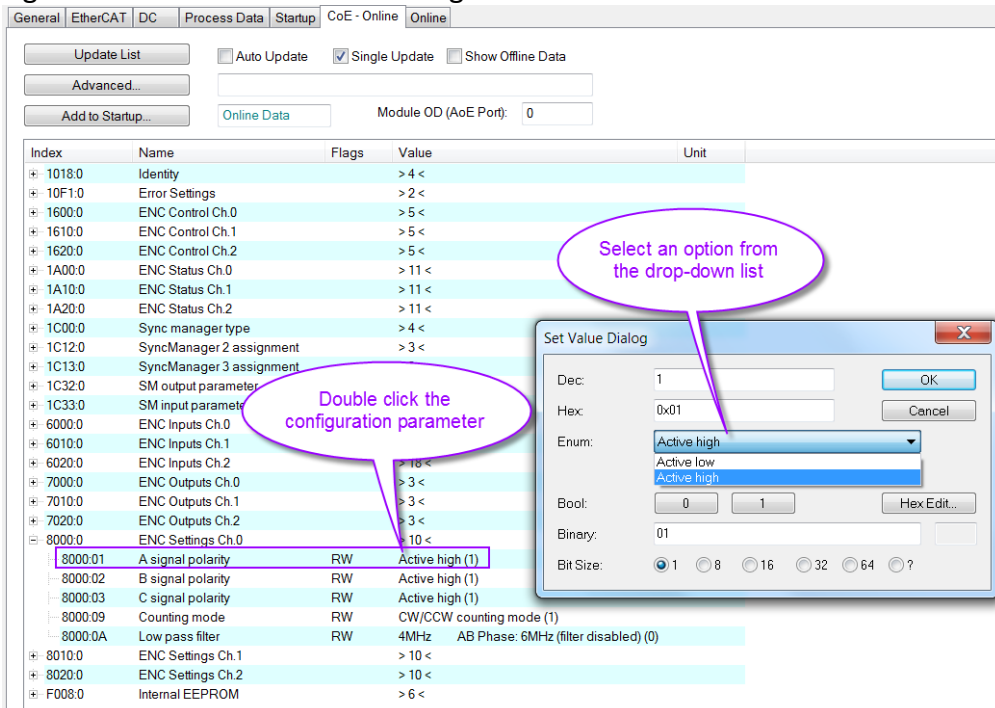 General EtherCAT DC Process Data Startup CoE - Online Online
Update List Auto Update Single Update Show Offline Data
Advanced...
Add to Startup... Online Data Module OD (AoE Port): 0
Index Name Flags Value Unit
1018:0 Identity > 4 <
10F1:0 Error Settings > 2 <
1600:0 ENC Control Ch.0 > 5 <
1610:0 ENC Control Ch.1 > 5 <
1620:0 ENC Control Ch.2 > 5 <
1A00:0 ENC Status Ch.0 > 11 <
1A10:0 ENC Status Ch.1 > 11 <
1A20:0 ENC Status Ch.2 > 11 <
1C00:0 Sync manager type > 4 <
1C12:0 SyncManager 2 assignment > 3 <
1C13:0 SyncManager 3 assignment
1C32:0 SM output parameter
1C33:0 SM input
6000:0 ENC Inputs Ch.0
6010:0 ENC Inputs Ch.1
6020:0 ENC Inputs Ch.2 > 18 <
7000:0 ENC Outputs Ch.0 > 3 <
7010:0 ENC Outputs Ch.1 > 3 <
7020:0 ENC Outputs Ch.2 > 3 <
8000:0 ENC Settings Ch.0 > 10 <
8000:01 A signal polarity RW Active high (1)
8000:02 B signal polarity RW Active high (1)
8000:03 C signal polarity RW Active high (1)
8000:09 Counting mode RW CW/CCW counting mode (1)
8000:0A Low pass filter RW 4MHz AB Phase: 6MHz (filter disabled) (0)
8010:0 ENC Settings Ch.1 > 10 <
8020:0 ENC Settings Ch.2 > 10 <
F008:0 Internal EEPROM > 6 <
Double click the
configuration parameter
Select an option from
the drop-down list
Set Value Dialog X
Dec: 1 OK
Hex: 0x01 Cancel
Enum: Active high
Active low
Active high
Bool: 0 1 Hex Edit...
Binary: 01
Bit Size: 1 8 16 32 64 ?